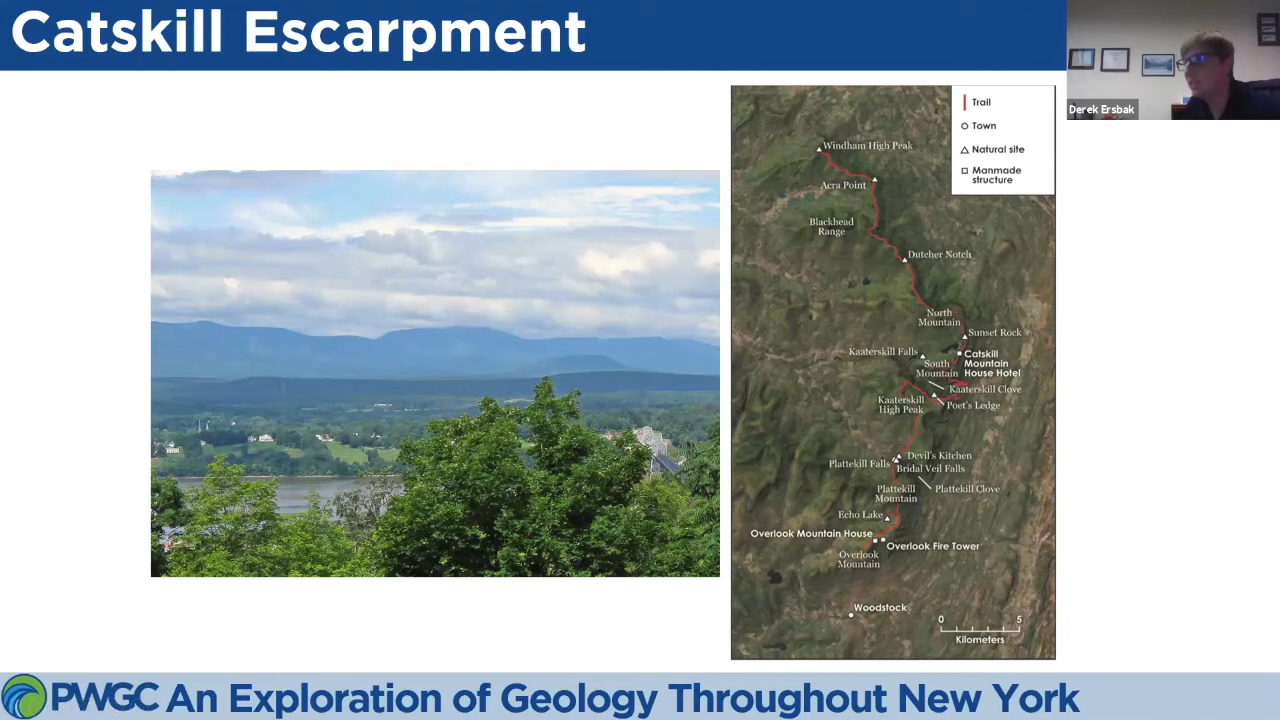 Catskill Escarpment
Derek Ersbak
Trail
Town
Natural site
Manmade
structure
Windham High Peak
Acra Point
Blackhead
Range
Dutcher Notch
North
Mountain
Sunset Rock
Kaaterskill Falls
Catskill
Mountain
House Hotel
South
Mountain
Kaaterskill Clove
Kaaterskill
High Peak
Poet's Ledge
Devil's Kitchen
Plattekill Falls
Bridal Veil Falls
Plattekill
Mountain
Plattekill Clove
Echo Lake
Overlook Mountain House
Overlook Fire Tower
Overlook
Mountain
Woodstock
0 5
Kilometers
PWGC An Exploration of Geology Throughout New York